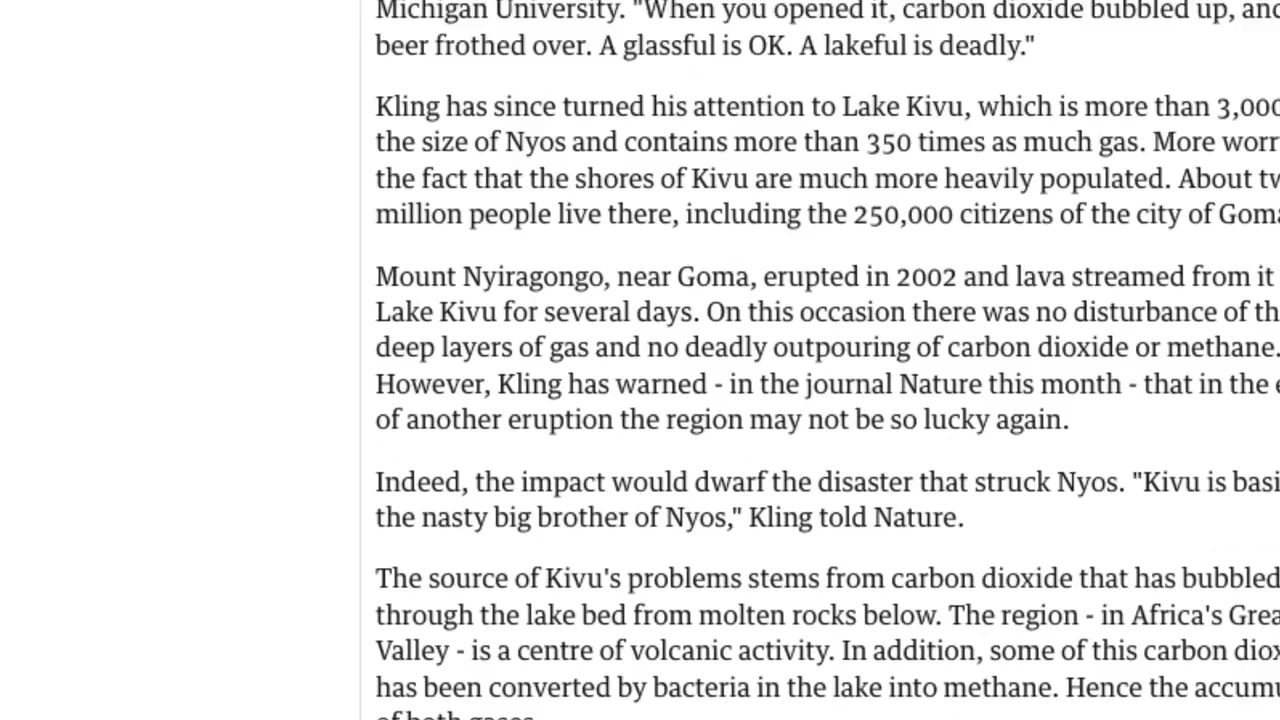 Michigan University. "When you opened it, carbon dioxide bubbled up, and
beer frothed over. A glassful is OK. A lakeful is deadly."
Kling has since turned his attention to Lake Kivu, which is more than 3,000
the size of Nyos and contains more than 350 times as much gas. More worr
the fact that the shores of Kivu are much more heavily populated. About tw
million people live there, including the 250,000 citizens of the city of Goma
Mount Nyiragongo, near Goma, erupted in 2002 and lava streamed from it
Lake Kivu for several days. On this occasion there was no disturbance of th
deep layers of gas and no deadly outpouring of carbon dioxide or methane.
However, Kling has warned - in the journal Nature this month - that in the e
of another eruption the region may not be so lucky again.
Indeed, the impact would dwarf the disaster that struck Nyos. "Kivu is basi
the nasty big brother of Nyos," Kling told Nature.
The source of Kivu's problems stems from carbon dioxide that has bubbled
through the lake bed from molten rocks below. The region - in Africa's Grea
Valley - is a centre of volcanic activity. In addition, some of this carbon diox
has been converted by bacteria in the lake into methane. Hence the accumu
of both gases